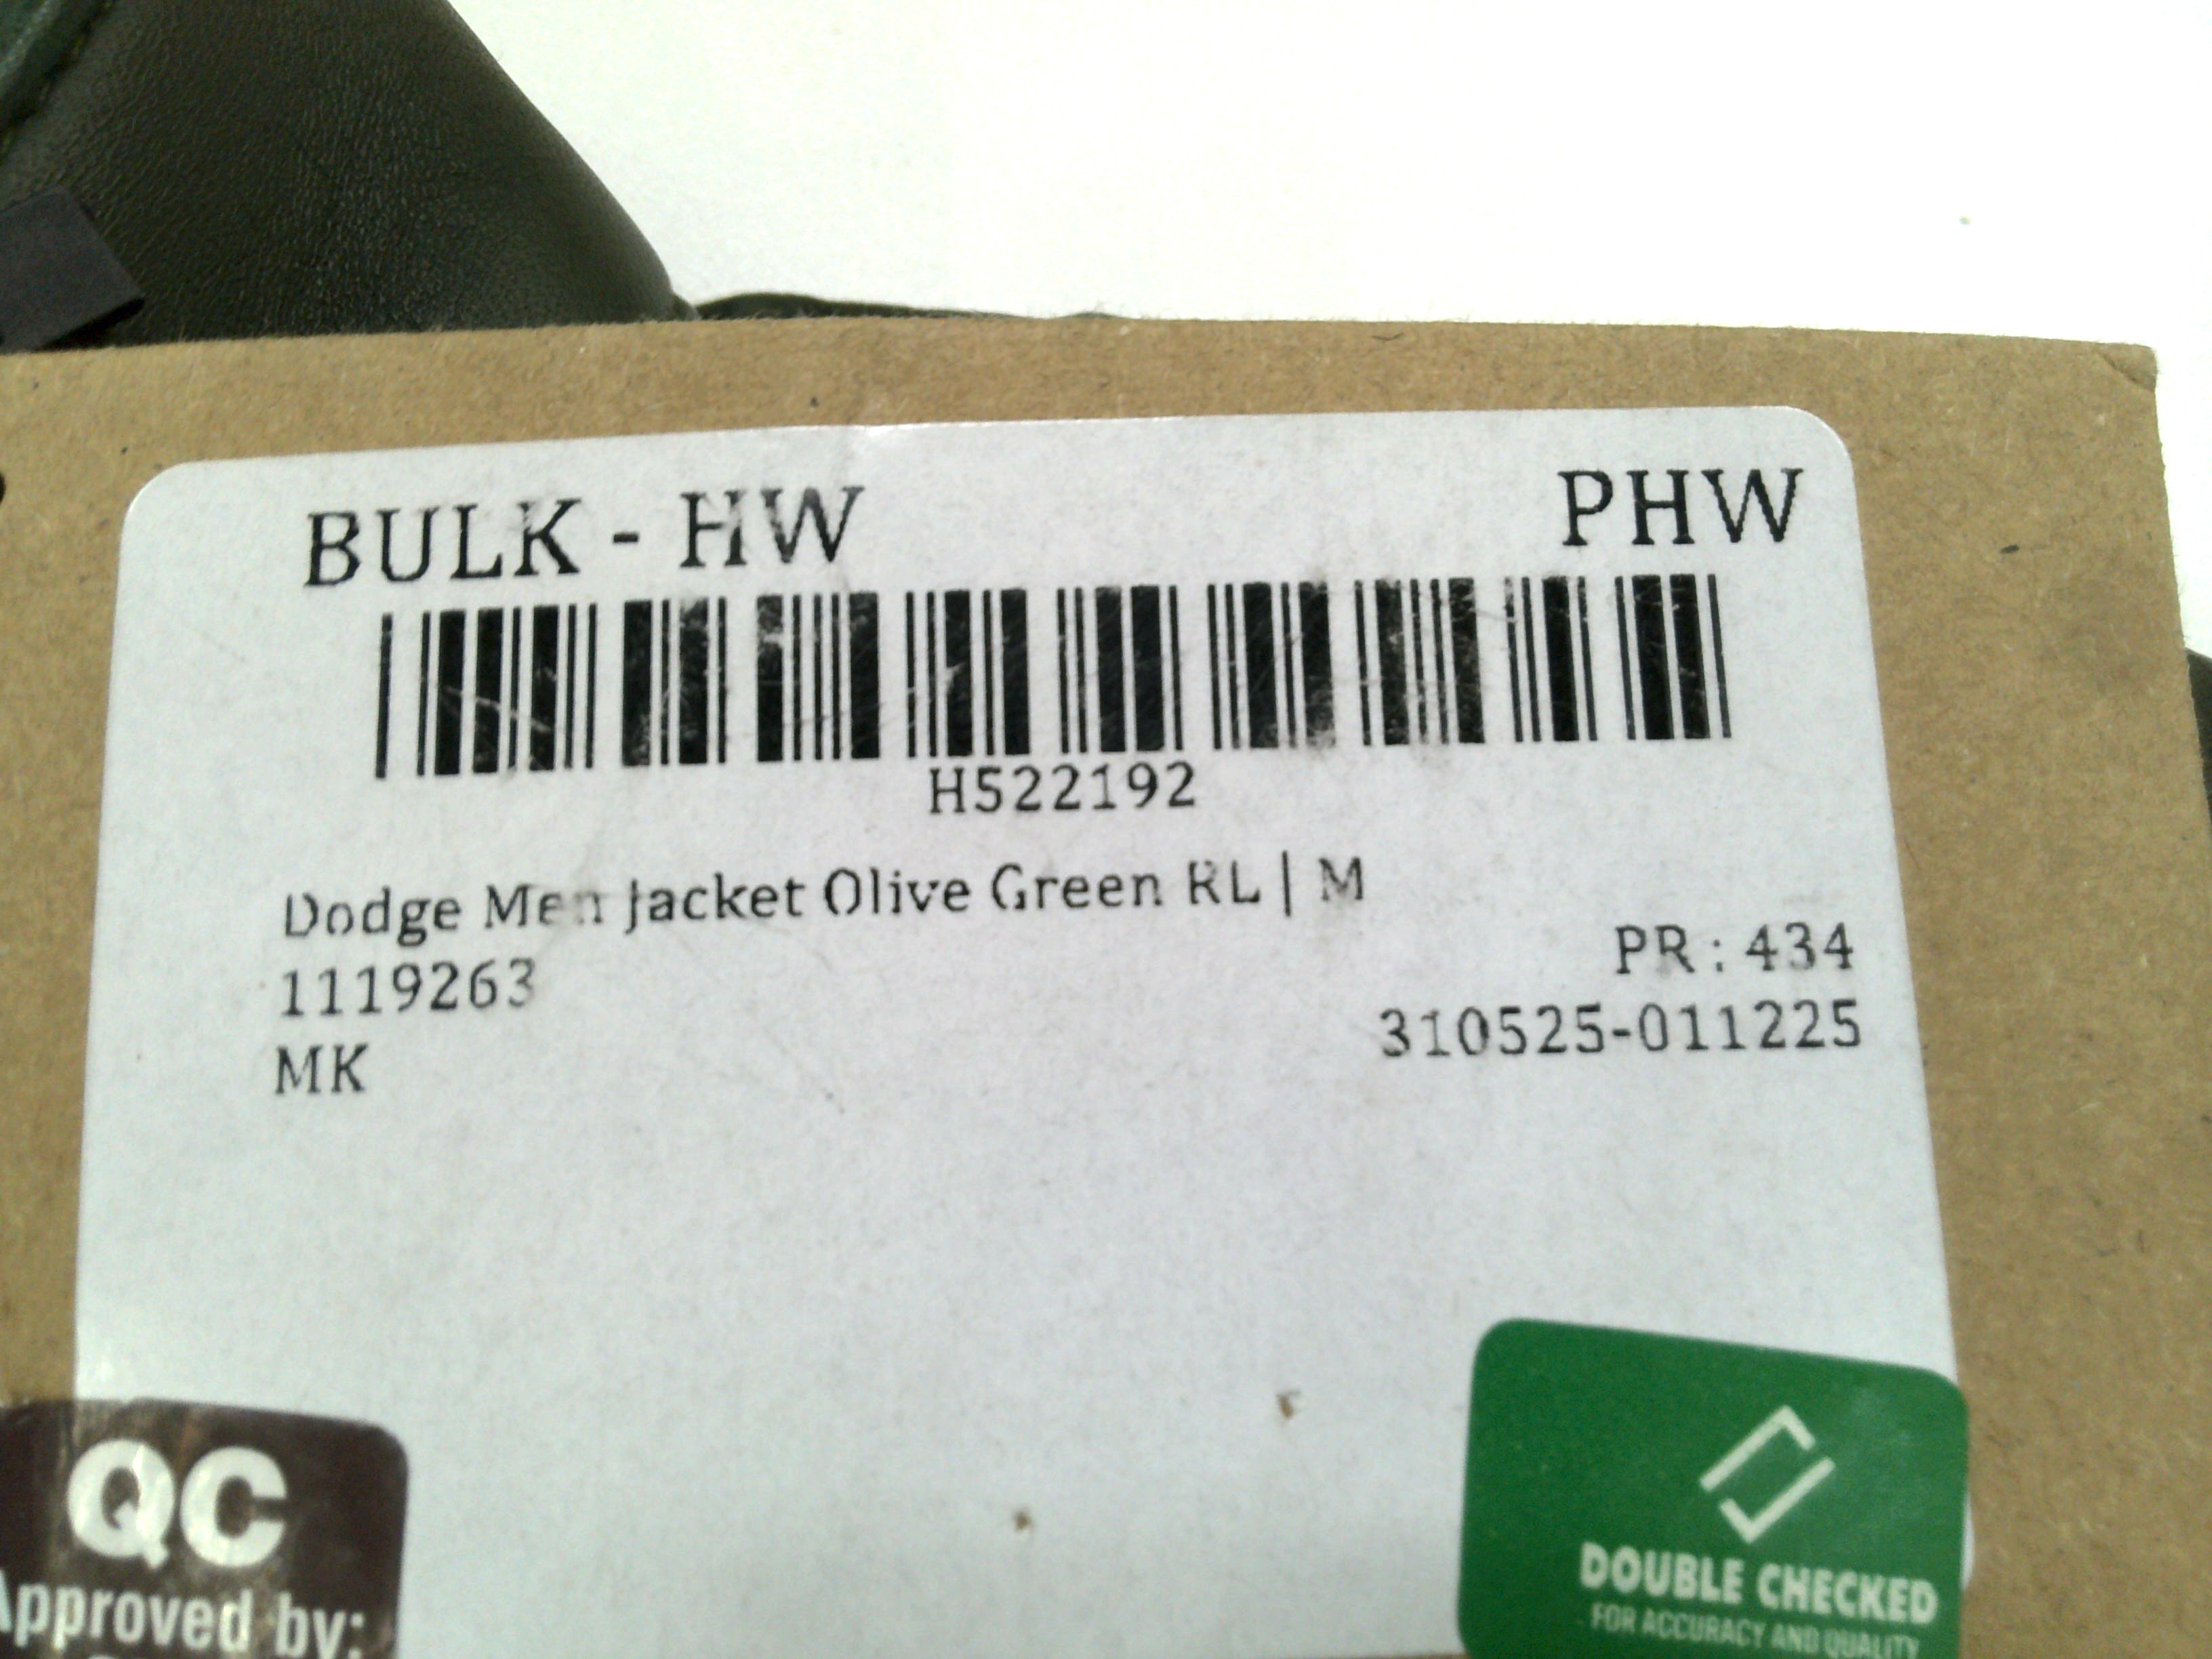 BULK - HW PHW
H522192
Dodge Men Jacket Olive Green RL | M
1119263 PR : 434
MK 310525-011225
QC
Approved by:
DOUBLE CHECKED
FOR ACCURACY AND QUALITY